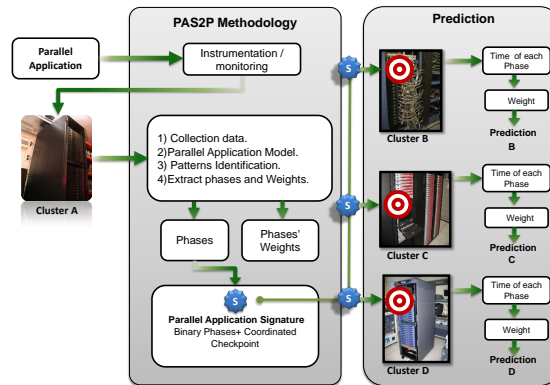 PAS2P Methodology
Prediction
Parallel
Application
Instrumentation /
monitoring
Cluster A
1) Collection data.
2)Parallel Application Model.
3) Patterns Identification.
4)Extract phases and Weights.
Phases
Phases'
Weights
S
Parallel Application Signature
Binary Phases+ Coordinated
Checkpoint
S
Cluster B
Time of each
Phase
Weight
Prediction
B
S
Cluster C
Time of each
Phase
Weight
Prediction
C
S
Cluster D
Time of each
Phase
Weight
Prediction
D